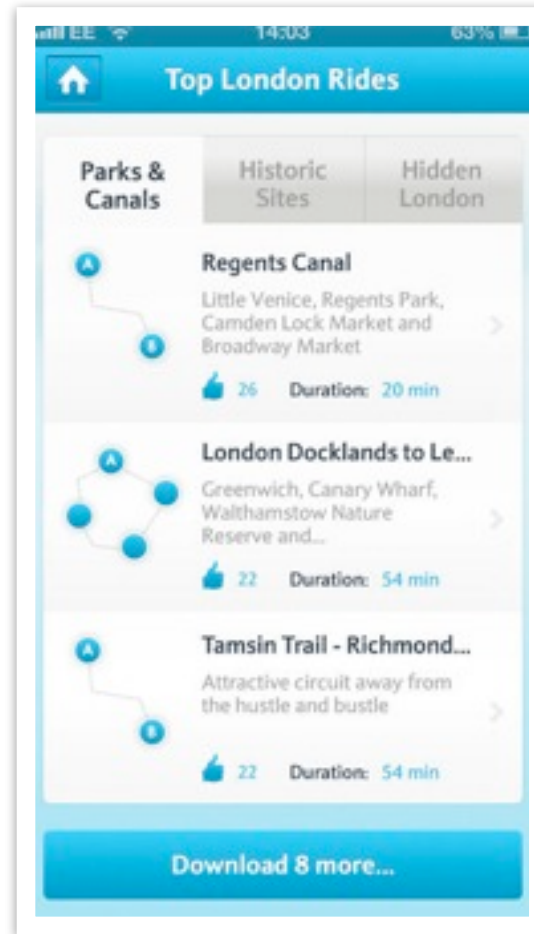 EE 14:03 63%
Top London Rides
Parks & Canals
Historic Sites
Hidden London
A
Regents Canal
Little Venice, Regents Park,
Camden Lock Market and
Broadway Market
B
26 Duration: 20 min
A
London Docklands to Le...
Greenwich, Canary Wharf,
Walthamstow Nature
Reserve and...
22 Duration: 54 min
A
Tamsin Trail - Richmond...
Attractive circuit away from
the hustle and bustle
B
22 Duration: 54 min
Download 8 more...